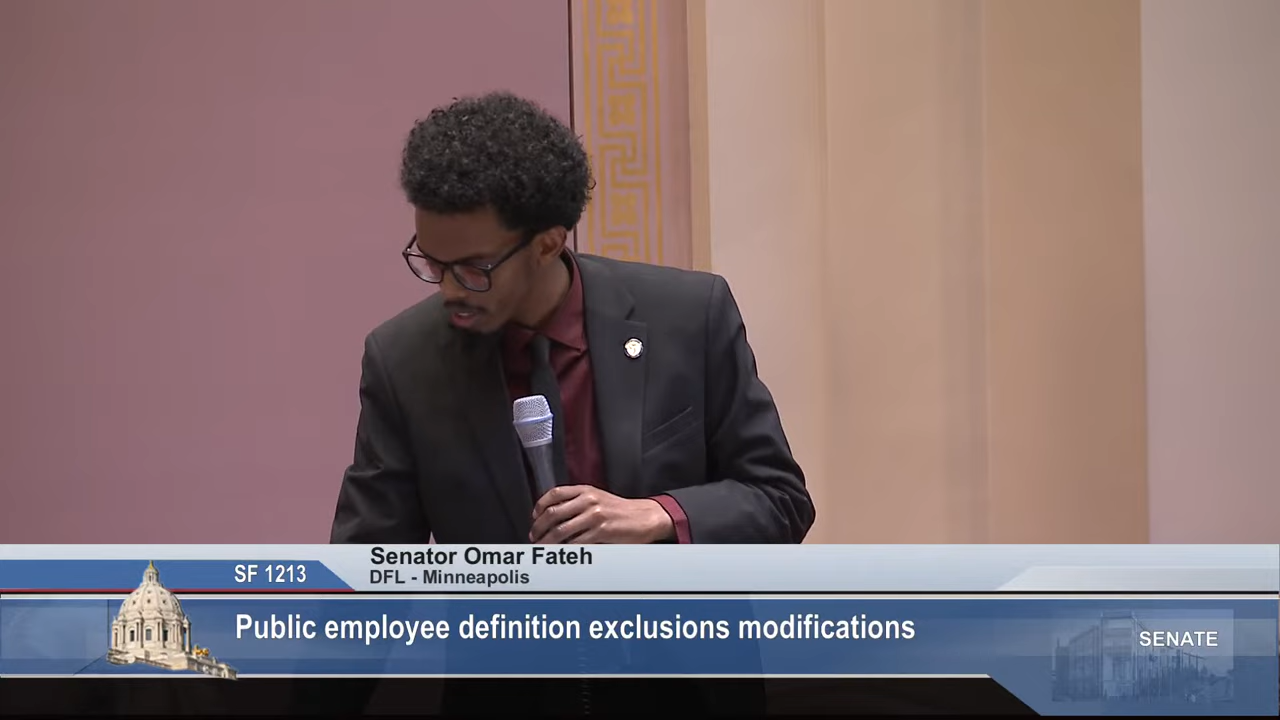 Senator Omar Fateh
SF 1213
DFL - Minneapolis
Public employee definition exclusions modifications
SENATE